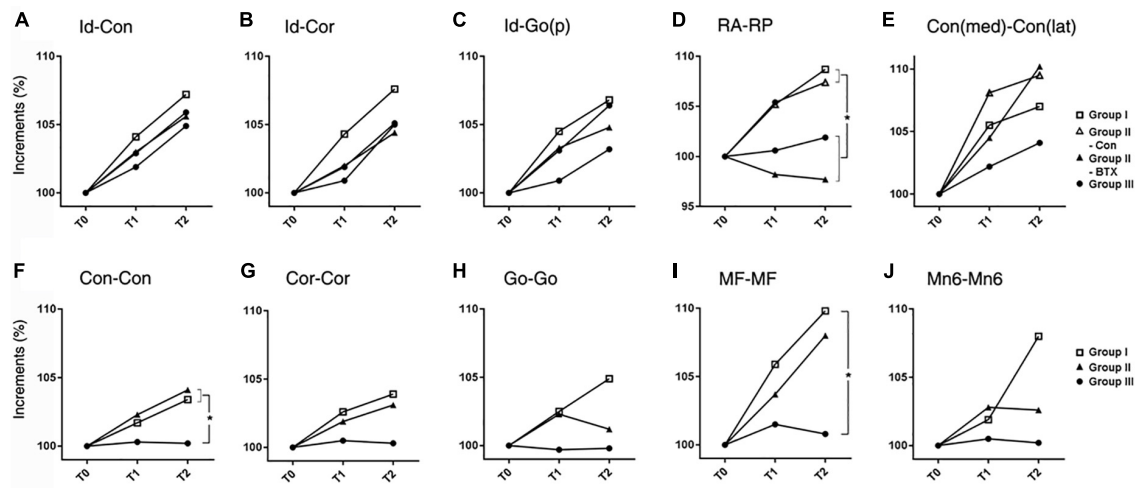 A Id-Con
B Id-Cor
C Id-Go(p)
D RA-RP
E Con(med)-Con(lat)
Increments (%)
110
105
100
T0 T1 T2
110
105
100
T0 T1 T2
110
105
100
T0 T1 T2
110
105
100
95
T0 T1 T2
*
110
105
100
T0 T1 T2
Group I
Group II
- Con
Group II
- BTX
Group III
F Con-Con
G Cor-Cor
H Go-Go
I MF-MF
J Mn6-Mn6
Increments (%)
110
105
100
T0 T1 T2
*
110
105
100
T0 T1 T2
110
105
100
T0 T1 T2
110
105
100
T0 T1 T2
*
110
105
100
T0 T1 T2
Group I
Group II
Group III